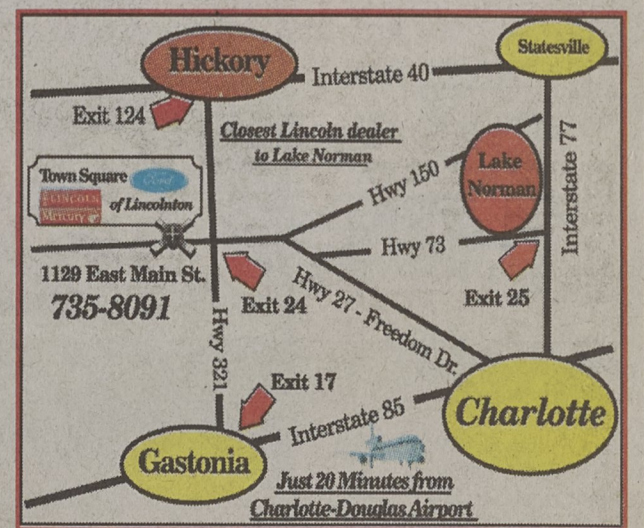 Hickory
Interstate 40
Statesville
Exit 124
Closest Lincoln dealer
to Lake Norman
Hwy 150
Lake
Norman
Interstate 77
Town Square Ford
LINCOLN
Mercury
of Lincolnton
Hwy 73
1129 East Main St.
735-8091
Exit 24
Exit 25
Hwy 27 - Freedom Dr.
Hwy 321
Exit 17
Interstate 85
Charlotte
Gastonia
Just 20 Minutes from
Charlotte-Douglas Airport